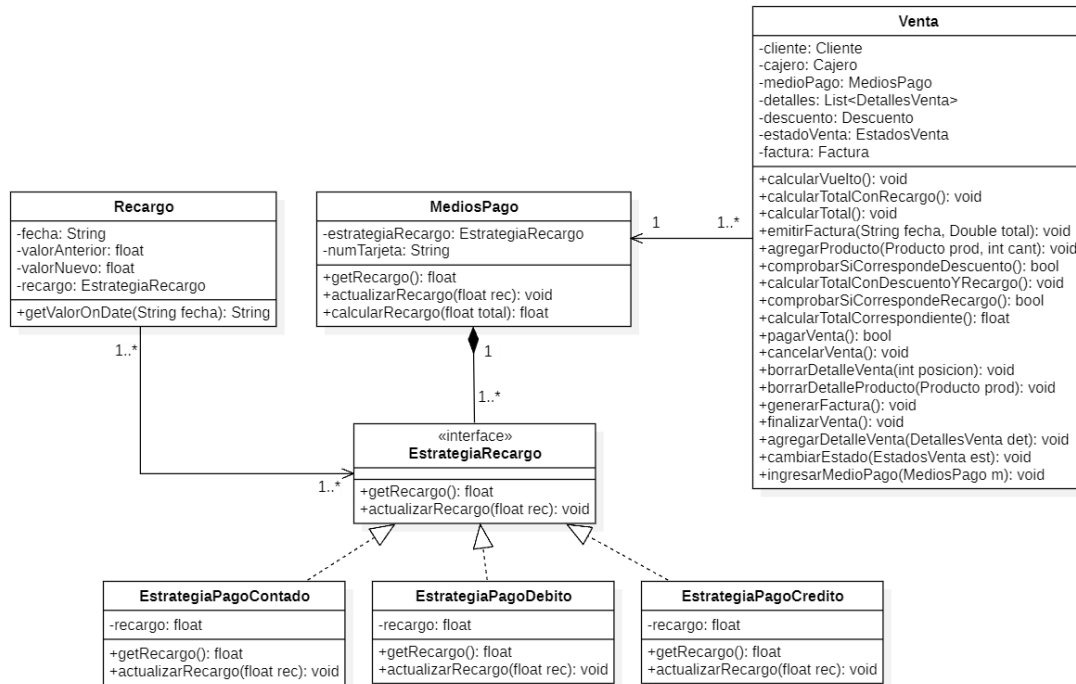 Venta
-cliente: Cliente
-cajero: Cajero
-medioPago: MediosPago
-detalles: List<DetallesVenta>
-descuento: Descuento
-estadoVenta: EstadosVenta
-factura: Factura
+calcularVuelto(): void
+calcularTotalConRecargo(): void
+calcularTotal(): void
+emitirFactura(String fecha, Double total): void
+agregarProducto(Producto prod, int cant): void
+comprobarSiCorrespondeDescuento(): bool
+calcularTotalConDescuentoYRecargo(): void
+comprobarSiCorrespondeRecargo(): bool
+calcularTotalCorrespondiente(): float
+pagarVenta(): bool
+cancelarVenta(): void
+borrarDetalleVenta(int posicion): void
+borrarDetalleProducto(Producto prod): void
+generarFactura(): void
+finalizarVenta(): void
+agregarDetalleVenta(DetallesVenta det): void
+cambiarEstado(EstadosVenta est): void
+ingresarMedioPago(MediosPago m): void
Recargo
-fecha: String
-valorAnterior: float
-valorNuevo: float
-recargo: EstrategiaRecargo
+getValorOnDate(String fecha): String
MediosPago
-estrategiaRecargo: EstrategiaRecargo
-numTarjeta: String
+getRecargo(): float
+actualizarRecargo(float rec): void
+calcularRecargo(float total): float
1
1..*
1..*
1
1..*
1..*
«interface»
EstrategiaRecargo
+getRecargo(): float
+actualizarRecargo(float rec): void
EstrategiaPagoContado
-recargo: float
+getRecargo(): float
+actualizarRecargo(float rec): void
EstrategiaPagoDebito
-recargo: float
+getRecargo(): float
+actualizarRecargo(float rec): void
EstrategiaPagoCredito
-recargo: float
+getRecargo(): float
+actualizarRecargo(float rec): void